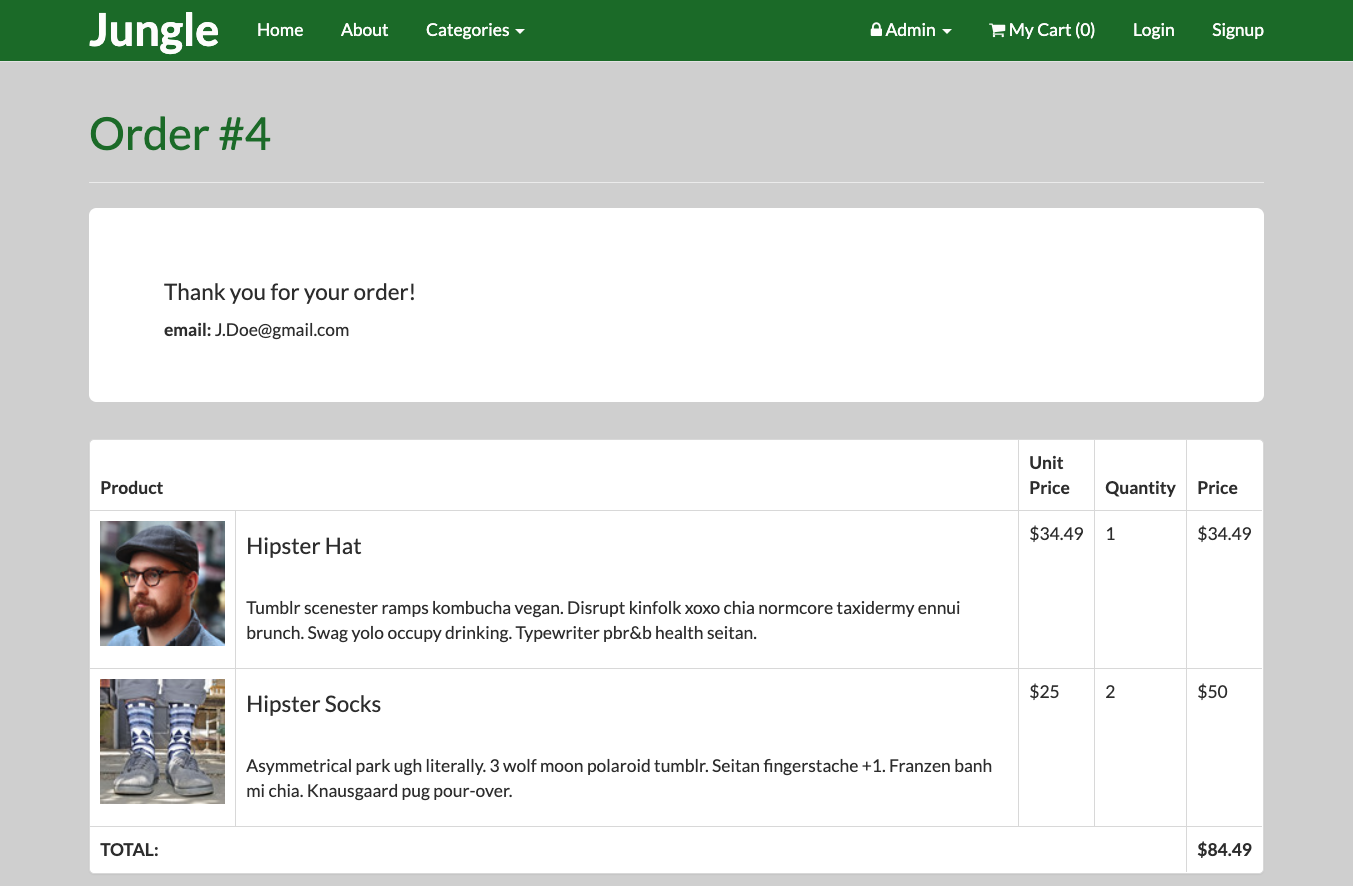 Jungle Home About Categories Admin My Cart (0) Login Signup
Order #4
Thank you for your order!
email: J.Doe@gmail.com
Product Unit Price Quantity Price
Hipster Hat $34.49 1 $34.49
Tumblr scenester ramps kombucha vegan. Disrupt kinfolk xoxo chia normcore taxidermy ennui
brunch. Swag yolo occupy drinking. Typewriter pbr&b health seitan.
Hipster Socks $25 2 $50
Asymmetrical park ugh literally. 3 wolf moon polaroid tumblr. Seitan fingerstache +1. Franzen banh
mi chia. Knausgaard pug pour-over.
TOTAL: $84.49